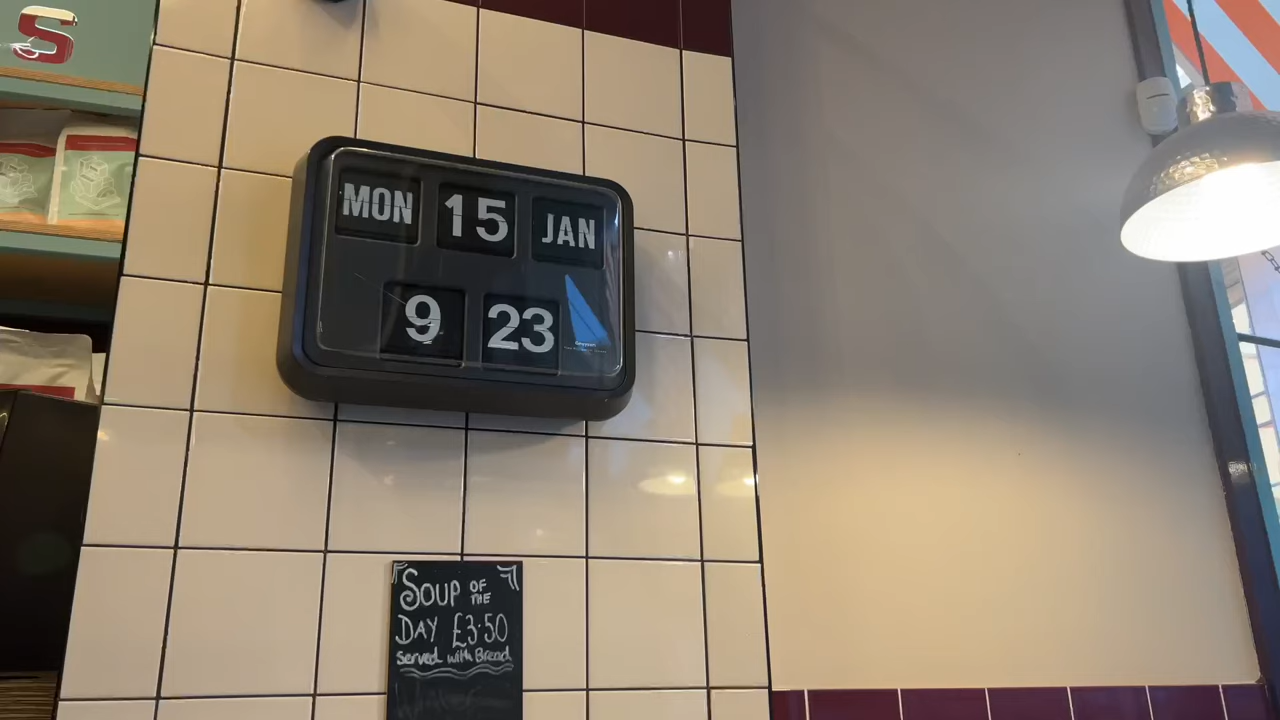 S
MON 15 JAN
9 23
SOUP OF THE
DAY £3.50
served with Bread